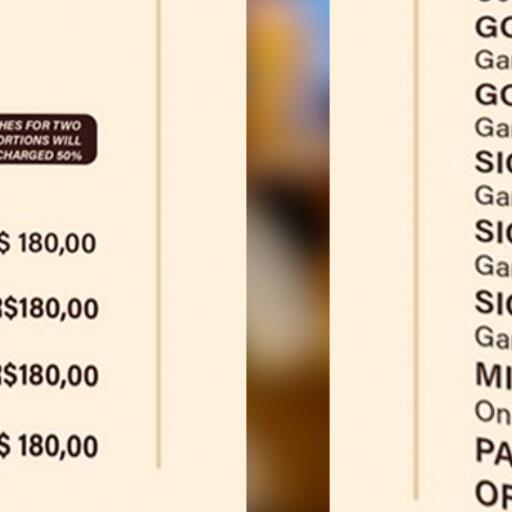 HES FOR TWO
ORTIONS WILL
CHARGED 50%
$ 180,00
R$180,00
R$180,00
$ 180,00
GO
Gar
GO
Gar
SIG
Gar
SIG
Gar
SIG
Gar
MI
On
PA
OR